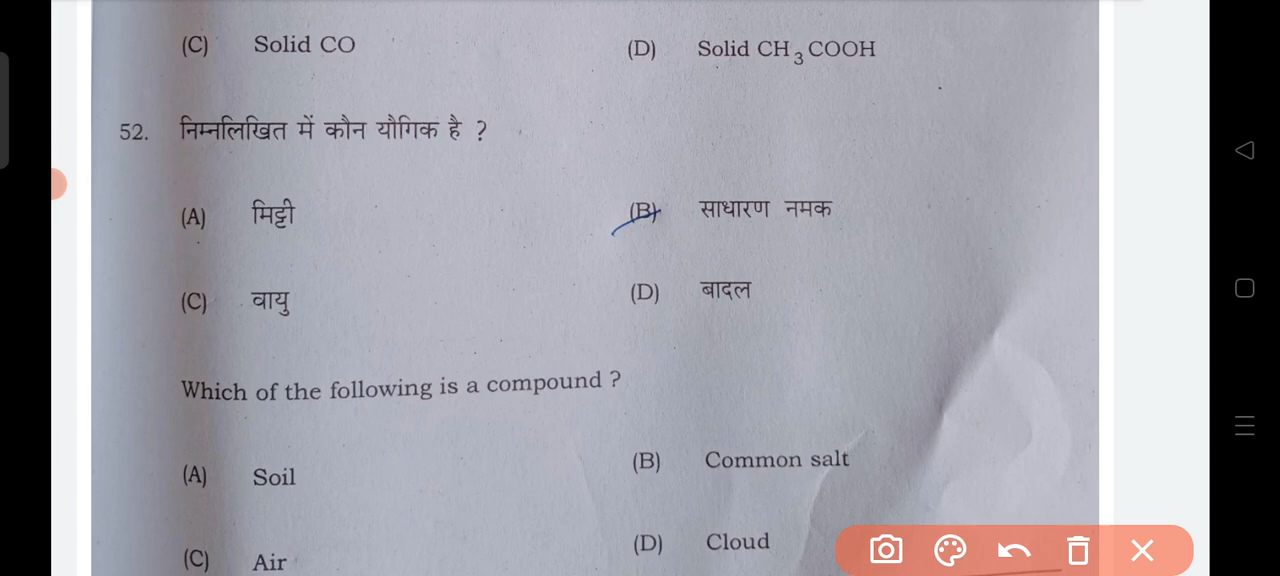 (C) Solid CO (D) Solid CH3COOH
52. निम्नलिखित में कौन यौगिक है ?
(A) मिट्टी (B) साधारण नमक
(C) वायु (D) बादल
Which of the following is a compound ?
(A) Soil (B) Common salt
(C) Air (D) Cloud